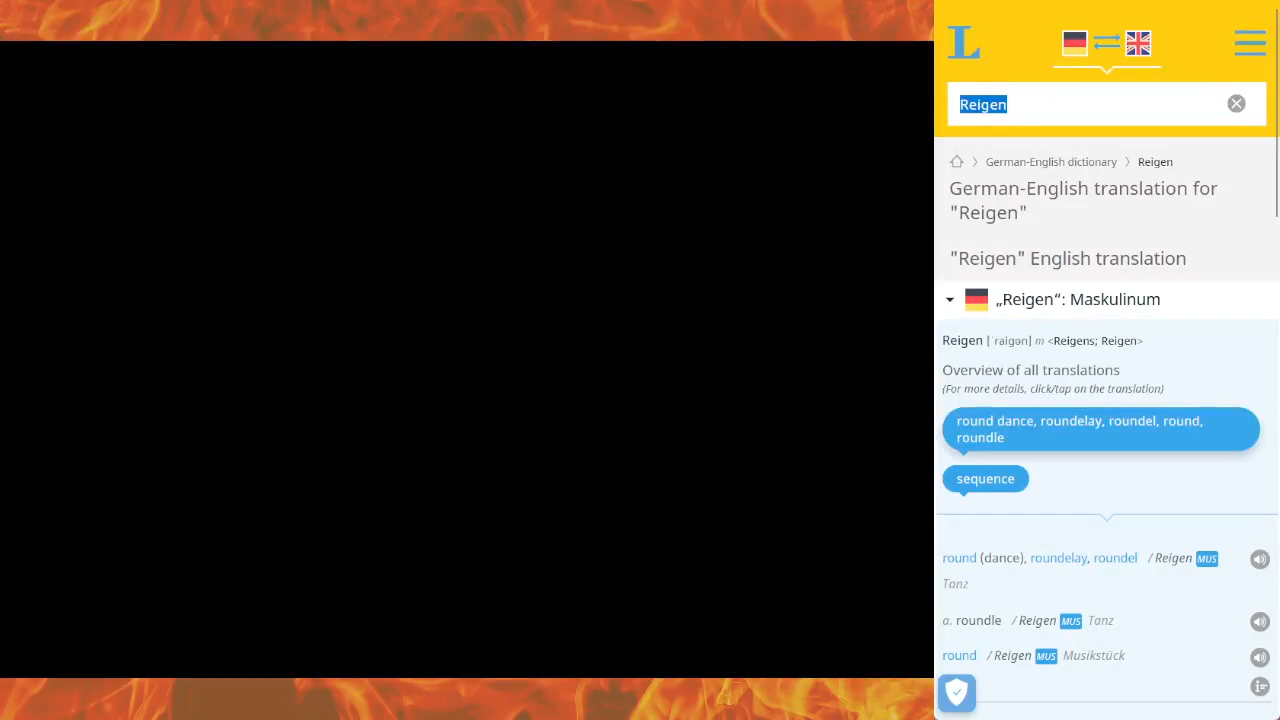 L
Reigen
German-English dictionary
Reigen
German-English translation for
"Reigen"
"Reigen" English translation
„Reigen“: Maskulinum
Reigen [ˈraiɡən] m <Reigens; Reigen>
Overview of all translations
(For more details, click/tap on the translation)
round dance, roundelay, roundel, round,
roundle
sequence
round (dance), roundelay, roundel / Reigen MUS
Tanz
a. roundle / Reigen MUS Tanz
round / Reigen MUS Musikstück